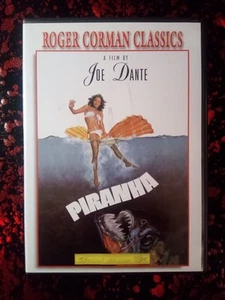 ROGER CORMAN CLASSICS
A FILM BY
JOE DANTE
PIRANHA